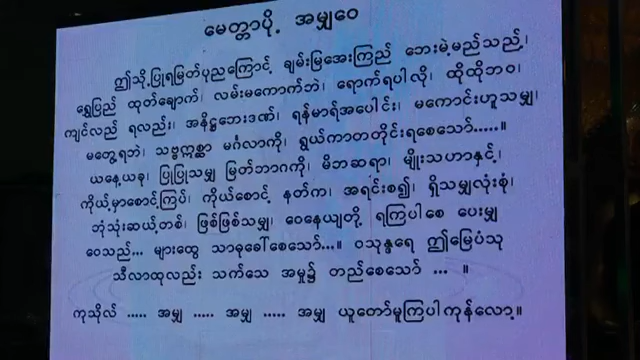 မေတ္တာပို့ အမျှဝေ
ဤသို့ပြုရမြတ်ပုညကြောင့် ချမ်းမြအေးကြည် ဘေးမဲ့မည်သည့်၊
ရွှေပြည် ထုတ်ချောက်၊ လမ်းမကောက်ဘဲ၊ ရောက်ရပါလို၊ ထိုထိုဘဝ၊
ကျင်လည် ရလည်း၊ အနိဋ္ဌဘေးဒဏ်၊ ရန်မာရ်အပေါင်း၊ မကောင်းဟူသမျှ၊
မတွေ့ရဘဲ၊ သဗ္ဗဣစ္ဆာ မင်္ဂလာကို၊ ရွယ်ကာတတိုင်းရစေသော်.....။
ယနေ့ယခု၊ ပြုပြုသမျှ မြတ်ဘာဂကို၊ မိဘဆရာ၊ မျိုးသဟာနှင့်၊
ကိုယ့်မှာစောင့်ကြပ်၊ ကိုယ်စောင့် နတ်က၊ အရင်းစ၍၊ ရှိသမျှလုံးစုံ၊
ဘုံသုံးဆယ့်တစ်၊ ဖြစ်ဖြစ်သမျှ၊ ဝေနေယျတို့ ရကြပါစေ ပေးမျှ
ဝေသည်... များထွေ သာဓုခေါ်စေသော်...။ ဝသုန္ဓရေ ဤမြေပံသု
သီလာထုလည်း သက်သေ အမှု၌ တည်စေသော် ... ။
ကုသိုလ် ..... အမျှ ..... အမျှ ..... အမျှ ယူတော်မူကြပါကုန်လော့။